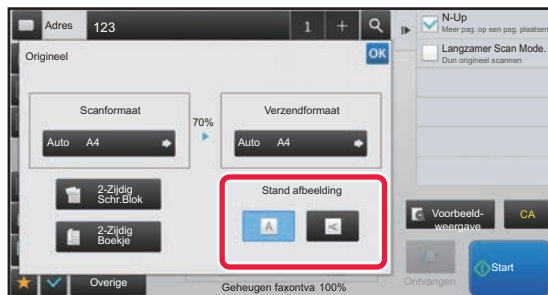 Adres
123
1
+
N-Up
Meer pag. op een pag. plaatsen
Langzamer Scan Mode.
Dun origineel scannen
Origineel
OK
Scanformaat
Auto A4
70%
Verzendformaat
Auto A4
2-Zijdig
Schr.Blok
2-Zijdig
Boekje
Stand afbeelding
A
A
Voorbeeld-
weergave
CA
Overige
Geheugen faxontva 100%
Ontvangen
Start